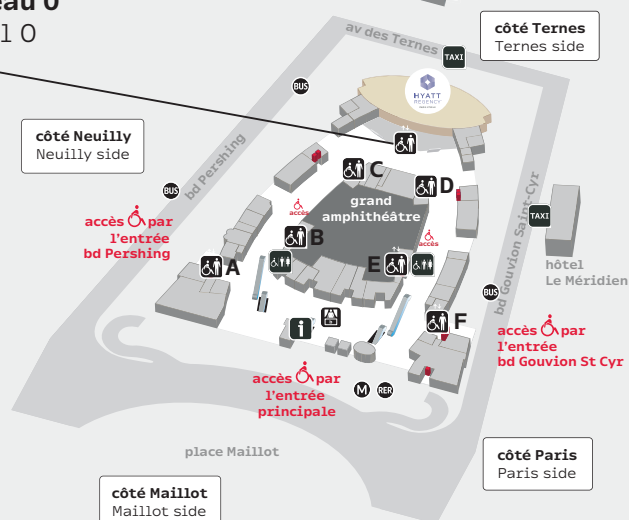 eau 0
l 0
côté Ternes
Ternes side
av des Ternes
TAXI
HYATT
REGENCY
BUS
côté Neuilly
Neuilly side
bd Pershing
BUS
C
D
grand
amphithéâtre
accès
accès
bd Gouvion Saint-Cyr
TAXI
hôtel
Le Méridien
accès par
l'entrée
bd Pershing
A
B
E
F
BUS
i
accès par
l'entrée
bd Gouvion St Cyr
accès par
l'entrée
principale
M
RER
place Maillot
côté Paris
Paris side
côté Maillot
Maillot side